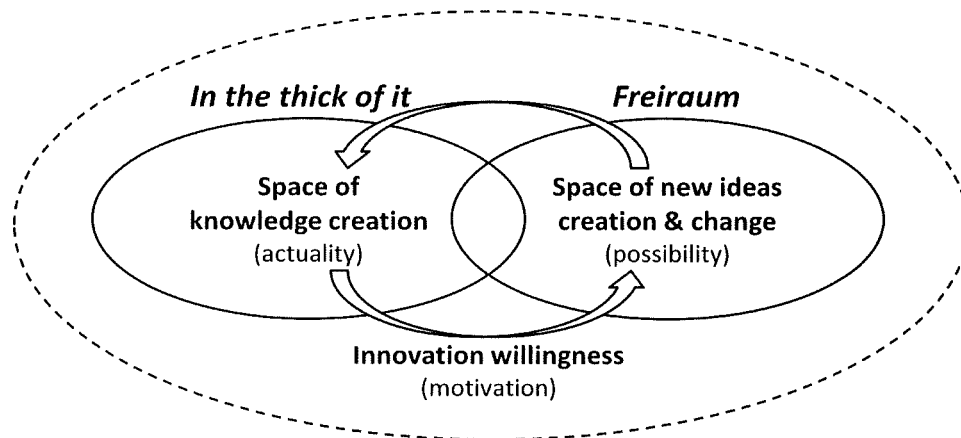 In the thick of it
Freiraum
Space of
knowledge creation
(actuality)
Space of new ideas
creation & change
(possibility)
Innovation willingness
(motivation)